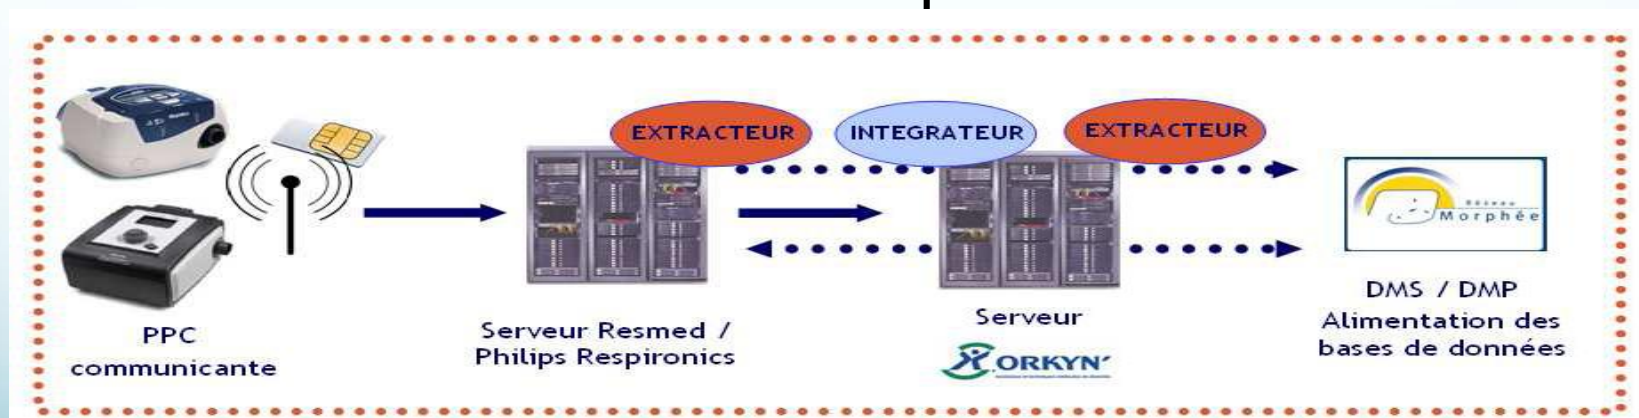 EXTRACTEUR
INTEGRATEUR
EXTRACTEUR
Réseau
Morphée
PPC
communicante
Serveur Resmed /
Philips Respironics
Serveur
ORKYN'
DMS / DMP
Alimentation des
bases de données